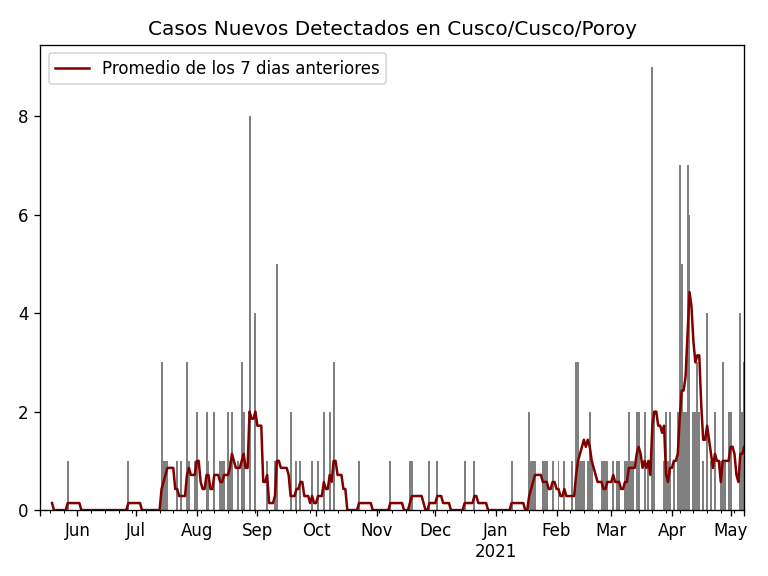 Casos Nuevos Detectados en Cusco/Cusco/Poroy
Promedio de los 7 dias anteriores
8
6
4
2
0
Jun Jul Aug Sep Oct Nov Dec Jan Feb Mar Apr May
2021